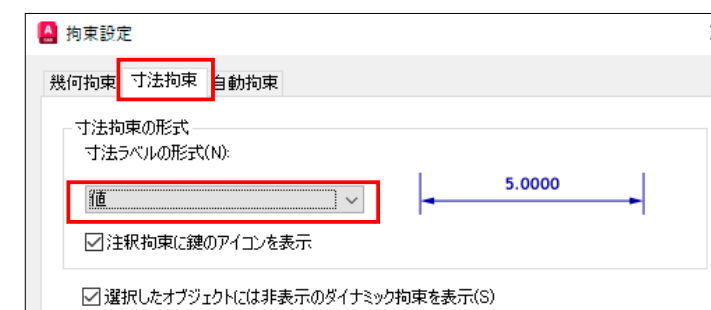 拘束設定
幾何拘束 寸法拘束 自動拘束
寸法拘束の形式
寸法ラベルの形式(N):
値
5.0000
注釈拘束に鍵のアイコンを表示
選択したオブジェクトには非表示のダイナミック拘束を表示(S)